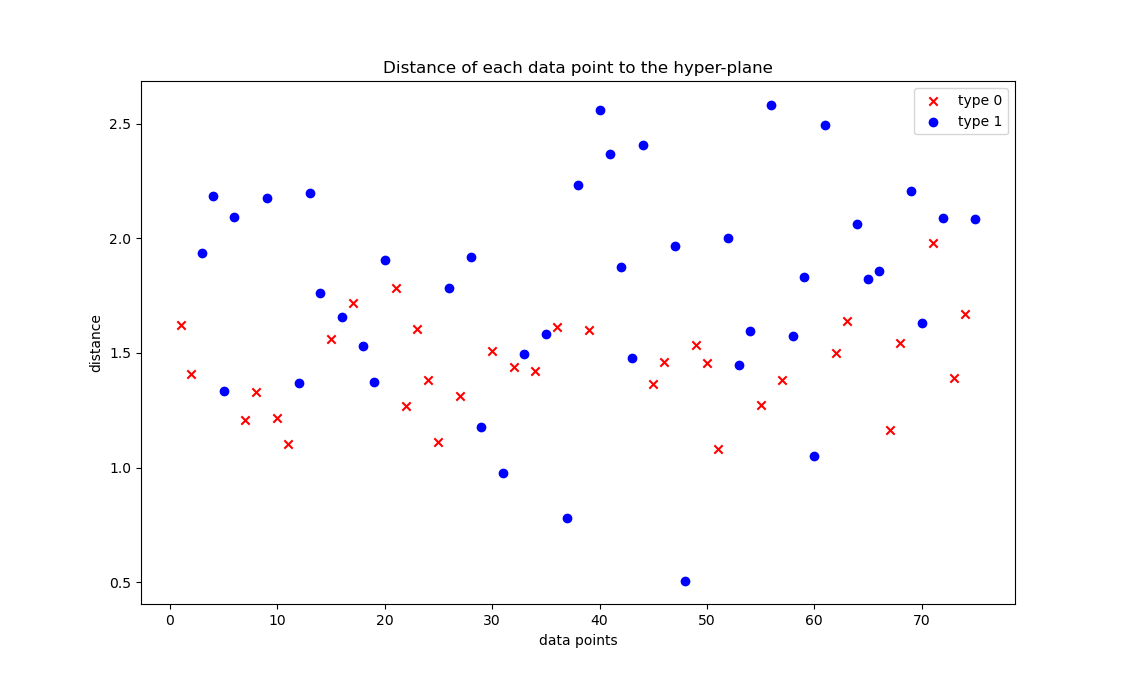 Distance of each data point to the hyper-plane
type 0
type 1
distance
2.5
2.0
1.5
1.0
0.5
0 10 20 30 40 50 60 70
data points